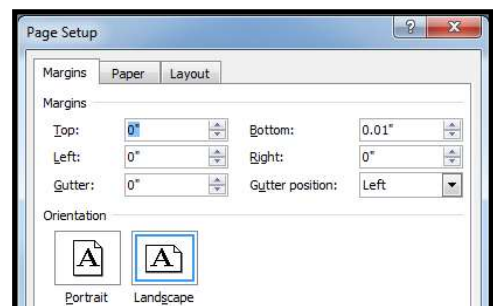 Page Setup
Margins Paper Layout
Margins
Top: 0" Bottom: 0.01"
Left: 0" Right: 0"
Gutter: 0" Gutter position: Left
Orientation
A A
Portrait Landscape